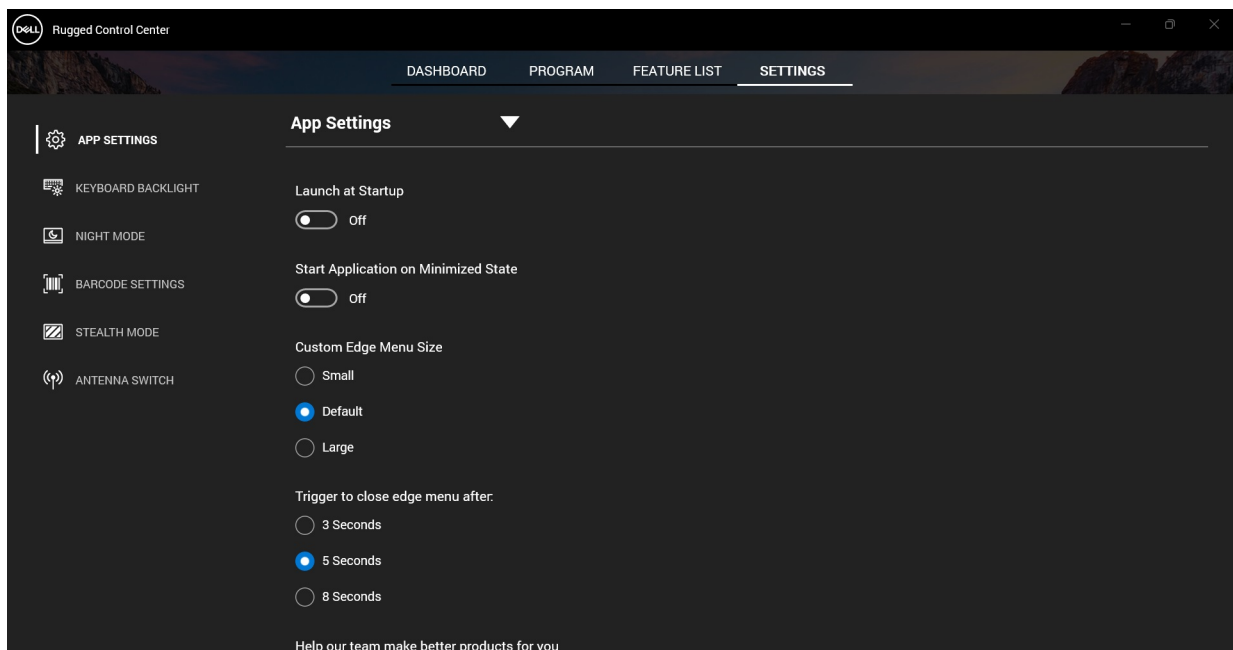 DELL
Rugged Control Center
DASHBOARD PROGRAM FEATURE LIST SETTINGS
APP SETTINGS
KEYBOARD BACKLIGHT
NIGHT MODE
BARCODE SETTINGS
STEALTH MODE
ANTENNA SWITCH
App Settings
Launch at Startup
Off
Start Application on Minimized State
Off
Custom Edge Menu Size
Small
Default
Large
Trigger to close edge menu after:
3 Seconds
5 Seconds
8 Seconds
Help our team make better products for you